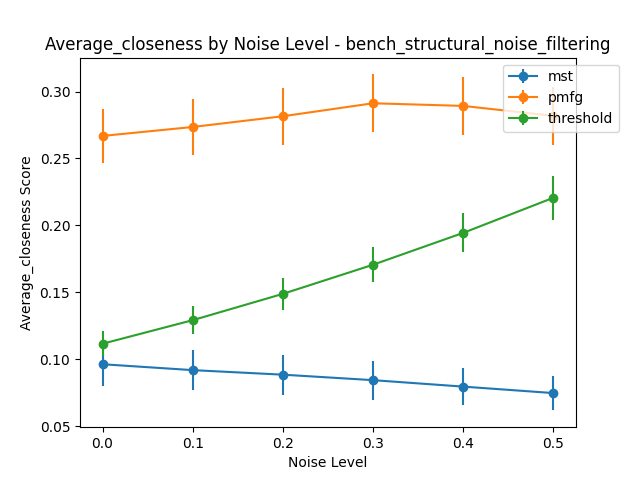 Average_closeness by Noise Level - bench_structural_noise_filtering
mst
pmfg
threshold
Average_closeness Score
0.30
0.25
0.20
0.15
0.10
0.05
0.0 0.1 0.2 0.3 0.4 0.5
Noise Level